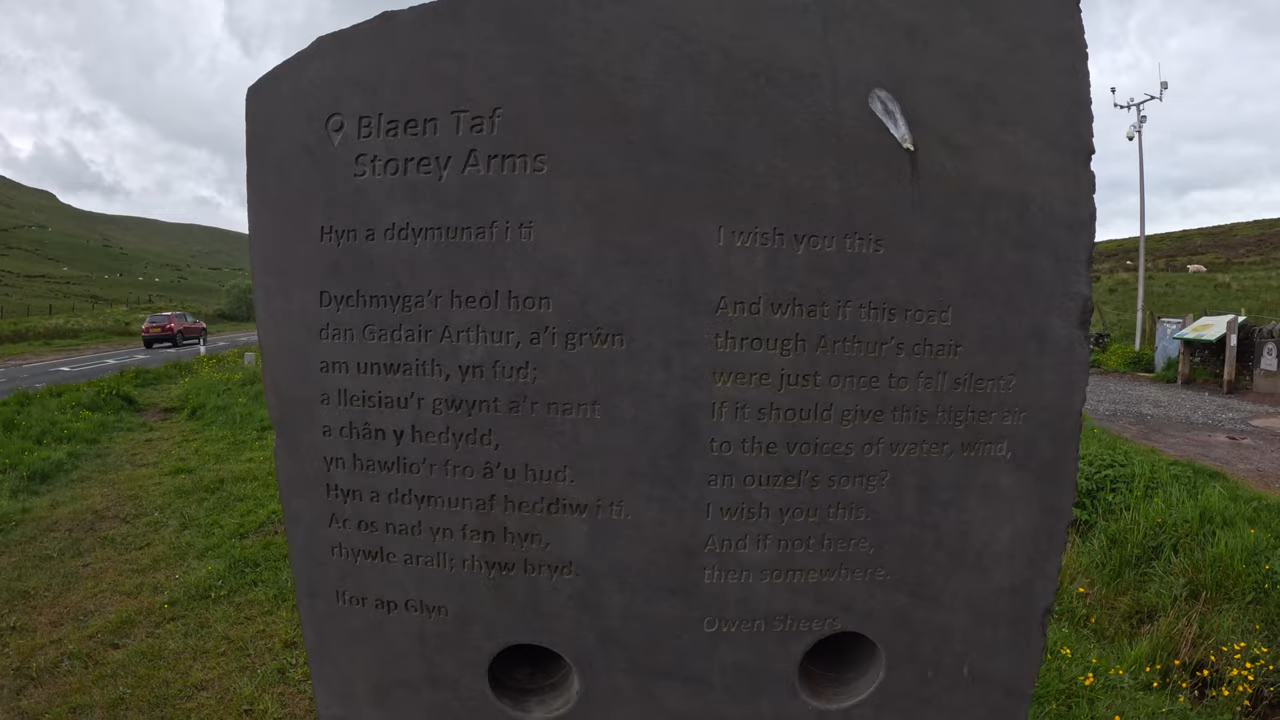 Blaen Taf
Storey Arms
Hyn a ddymunaf i ti
Dychmyga'r heol hon
dan Gadair Arthur, a'i grŵn
am unwaith, yn fud;
a lleisiau'r gwynt a'r nant
a chân y hedydd,
yn hawlio'r fro â'u hud.
Hyn a ddymunaf heddiw i ti.
Ac os nad yn fan hyn,
rhywle arall; rhyw bryd.
Ifor ap Glyn
I wish you this
And what if this road
through Arthur's chair
were just once to fall silent?
If it should give this higher air
to the voices of water, wind,
an ouzel's song?
I wish you this.
And if not here,
then somewhere.
Owen Sheers